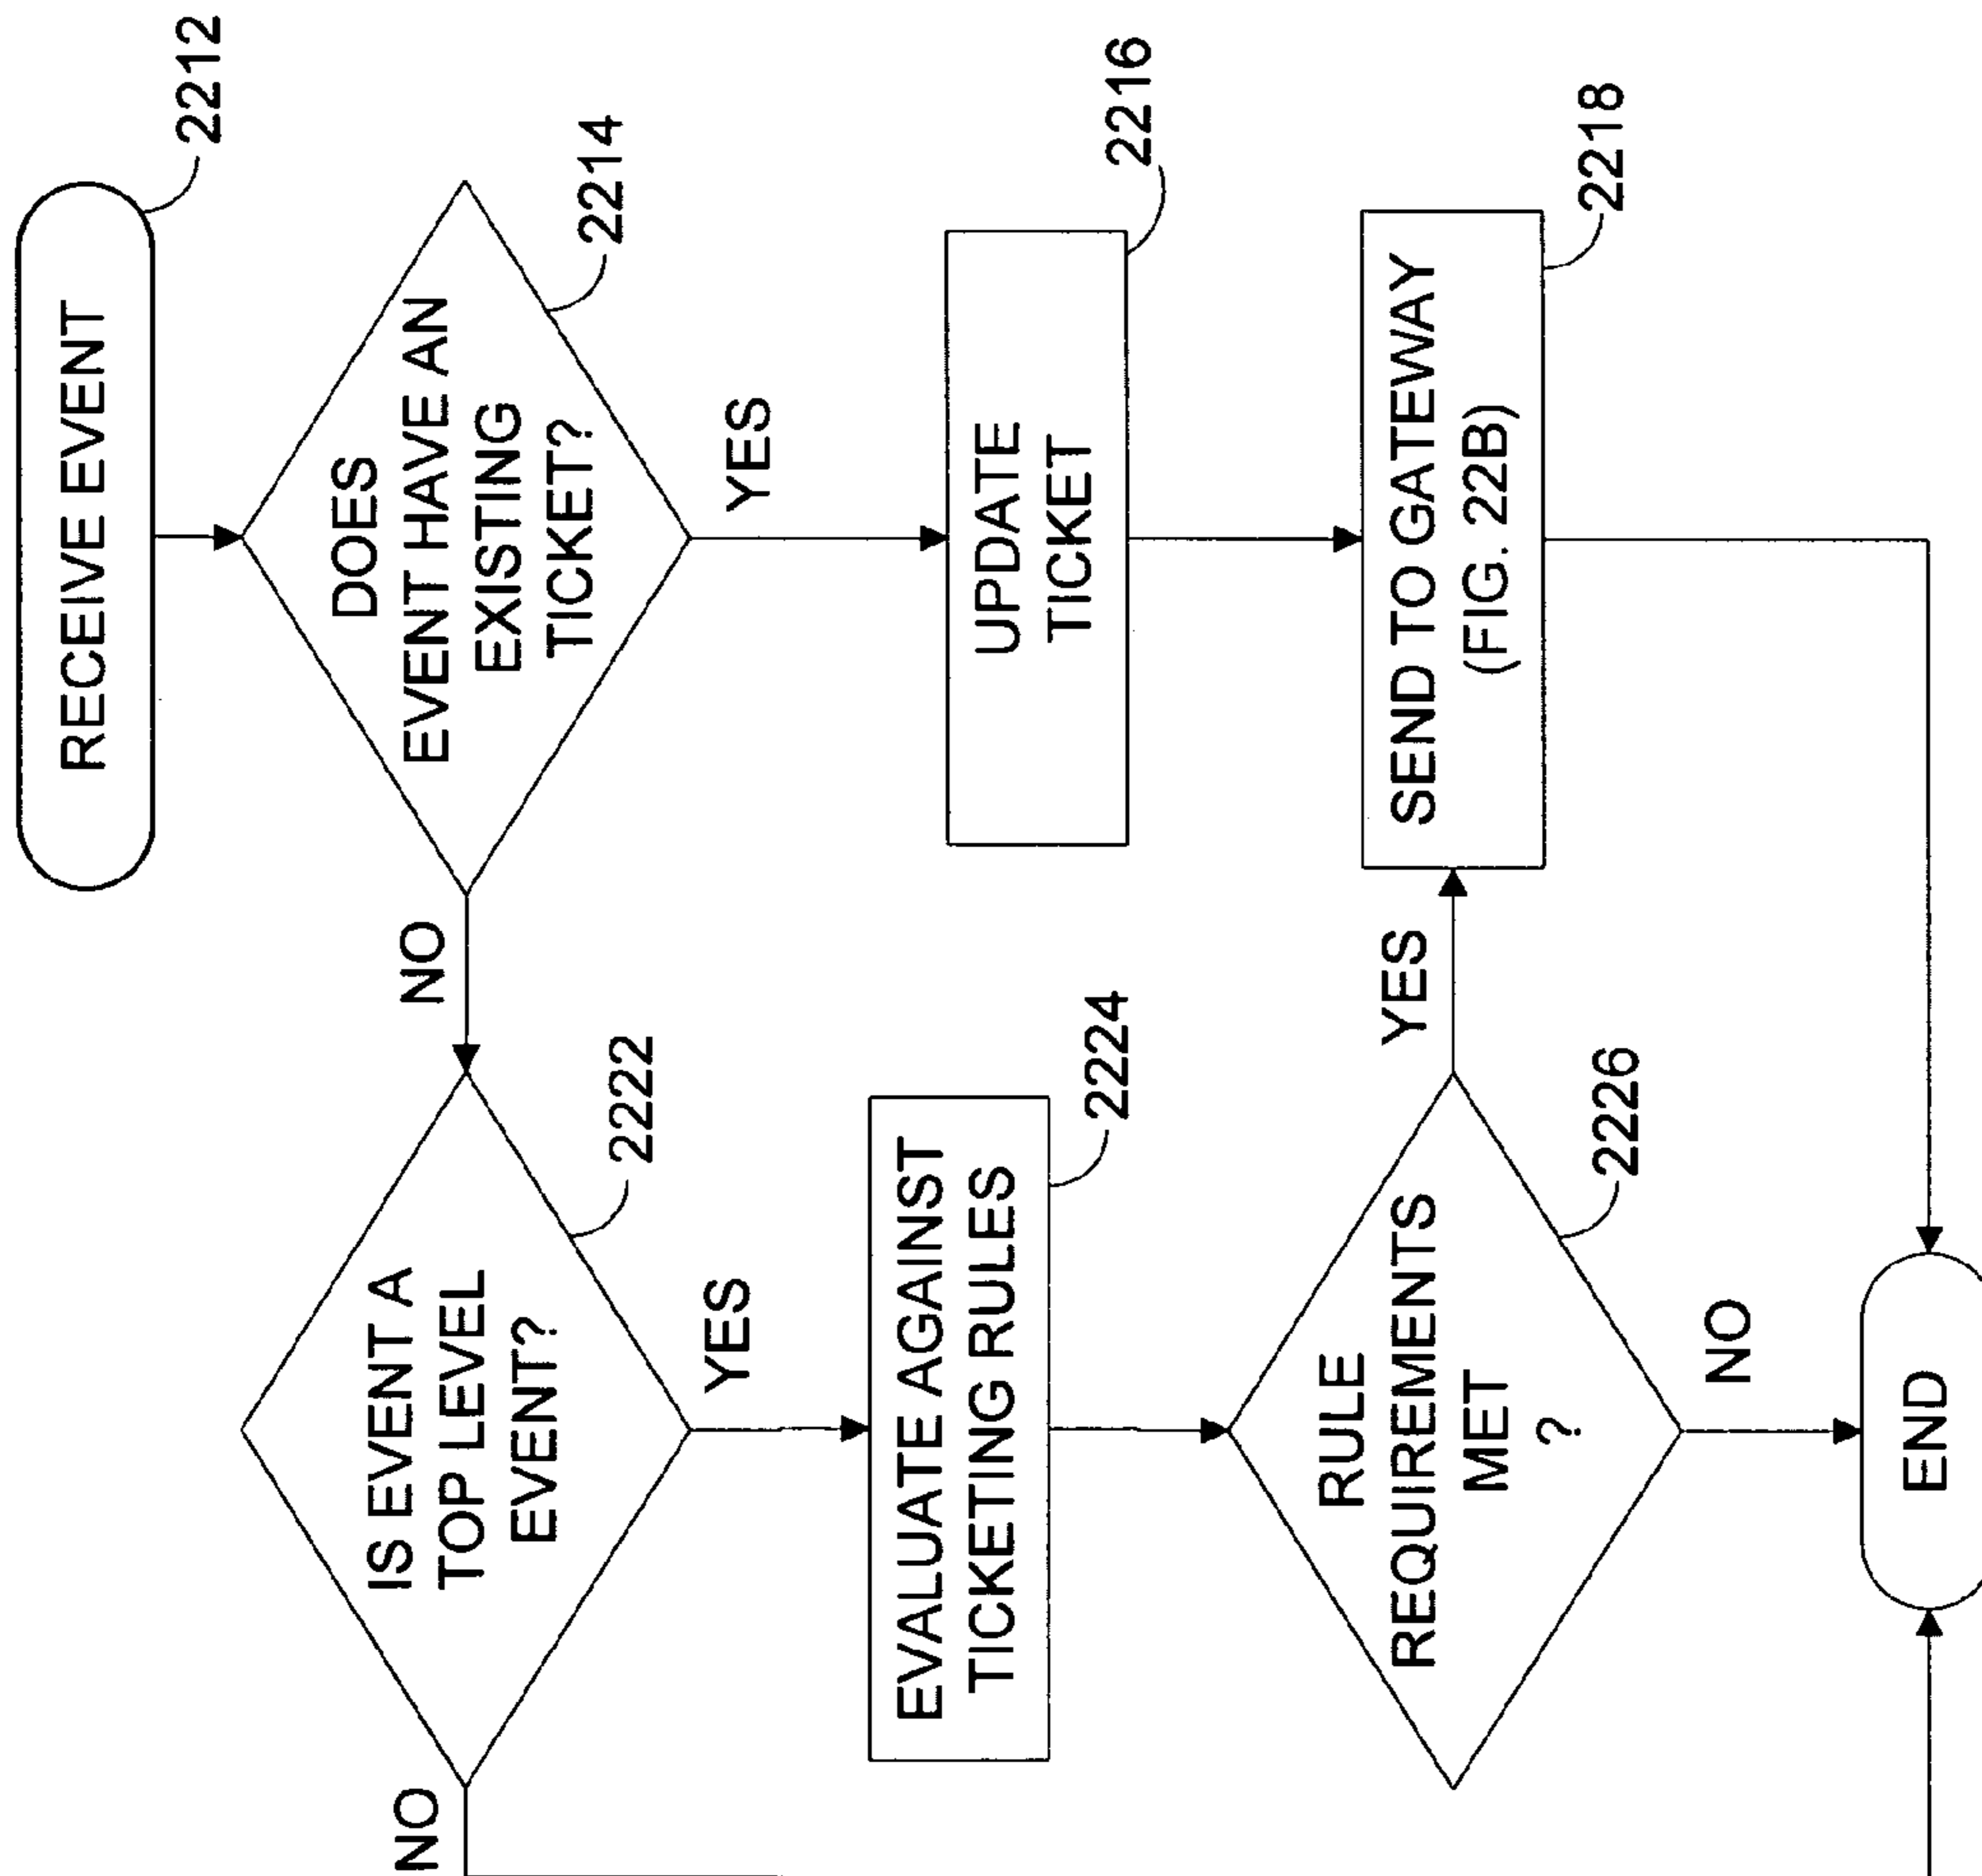 RECEIVE EVENT
2212
DOES
EVENT HAVE AN
EXISTING
TICKET?
2214
NO
YES
IS EVENT A
TOP LEVEL
EVENT?
2222
NO
YES
UPDATE
TICKET
2216
EVALUATE AGAINST
TICKETING RULES
2224
SEND TO GATEWAY
(FIG. 22B)
2218
RULE
REQUIREMENTS
MET
?
2226
YES
NO
END